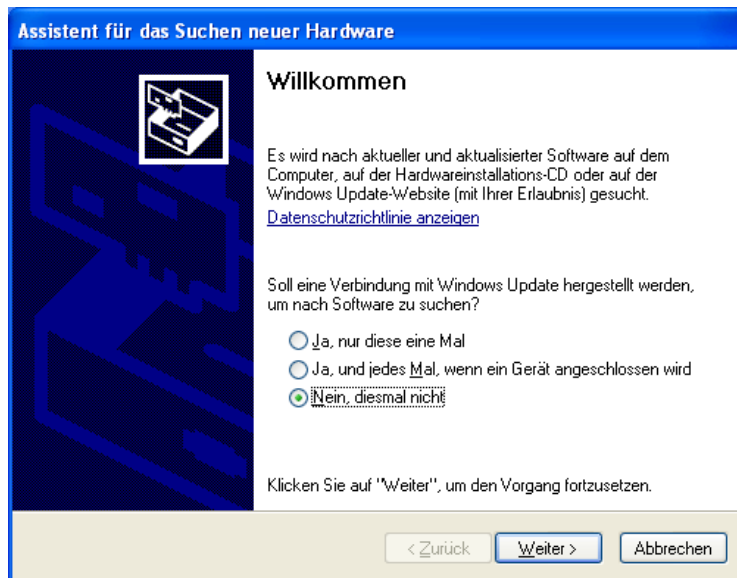 Assistent für das Suchen neuer Hardware
Willkommen
Es wird nach aktueller und aktualisierter Software auf dem
Computer, auf der Hardwareinstallations-CD oder auf der
Windows Update-Website (mit Ihrer Erlaubnis) gesucht.
Datenschutzrichtlinie anzeigen
Soll eine Verbindung mit Windows Update hergestellt werden,
um nach Software zu suchen?
Ja, nur diese eine Mal
Ja, und jedes Mal, wenn ein Gerät angeschlossen wird
Nein, diesmal nicht
Klicken Sie auf "Weiter", um den Vorgang fortzusetzen.
< Zurück Weiter > Abbrechen